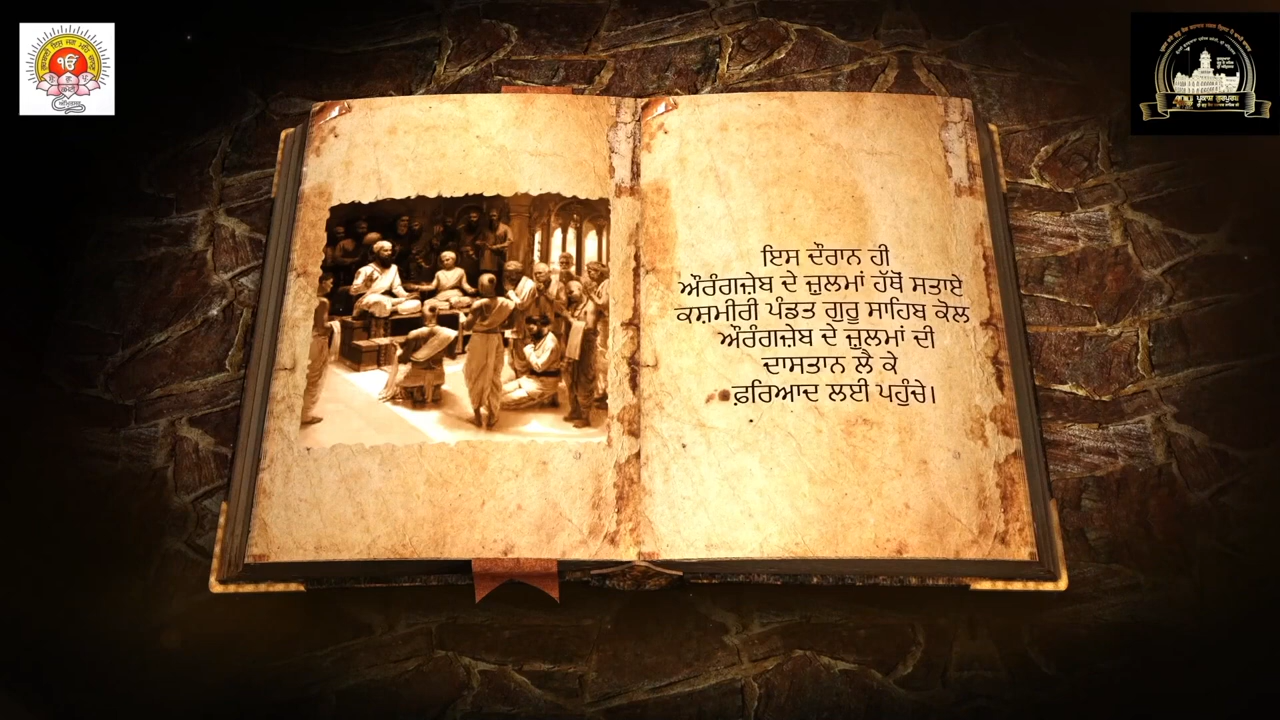 ਇਸ ਦੌਰਾਨ ਹੀ
ਔਰੰਗਜ਼ੇਬ ਦੇ ਜ਼ੁਲਮਾਂ ਹੱਥੋਂ ਸਤਾਏ
ਕਸ਼ਮੀਰੀ ਪੰਡਤ ਗੁਰੂ ਸਾਹਿਬ ਕੋਲ
ਔਰੰਗਜ਼ੇਬ ਦੇ ਜ਼ੁਲਮਾਂ ਦੀ
ਦਾਸਤਾਨ ਲੈ ਕੇ
ਫ਼ਰਿਆਦ ਲਈ ਪਹੁੰਚੇ।